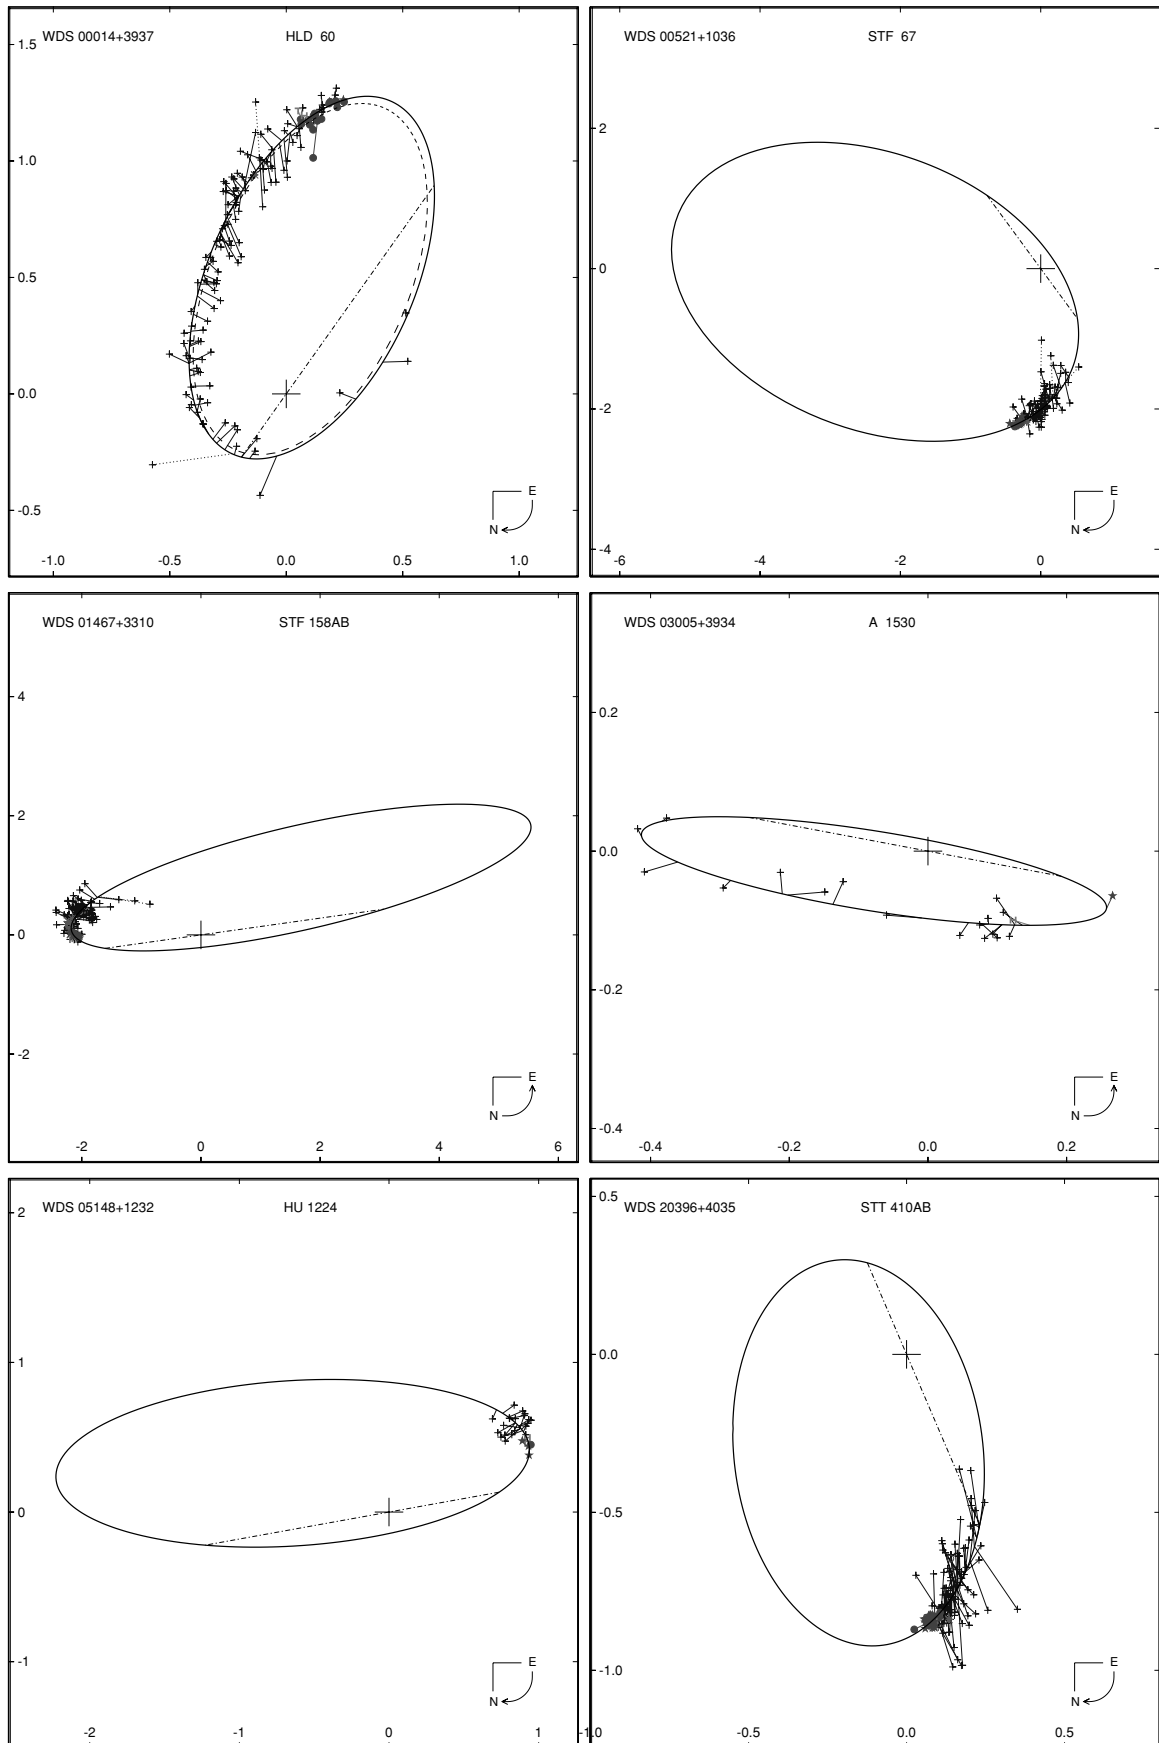 WDS 00014+3937 HLD 60
1.5
1.0
0.5
0.0
-0.5
-1.0 -0.5 0.0 0.5 1.0
E
N
WDS 00521+1036 STF 67
2
0
-2
-4
-6 -4 -2 0
E
N
WDS 01467+3310 STF 158AB
4
2
0
-2
-2 0 2 4 6
E
N
WDS 03005+3934 A 1530
0.2
0.0
-0.2
-0.4
-0.4 -0.2 0.0 0.2
E
N
WDS 05148+1232 HU 1224
2
1
0
-1
-2 -1 0 1
E
N
WDS 20396+4035 STT 410AB
0.5
0.0
-0.5
-1.0
-1.0 -0.5 0.0 0.5
E
N